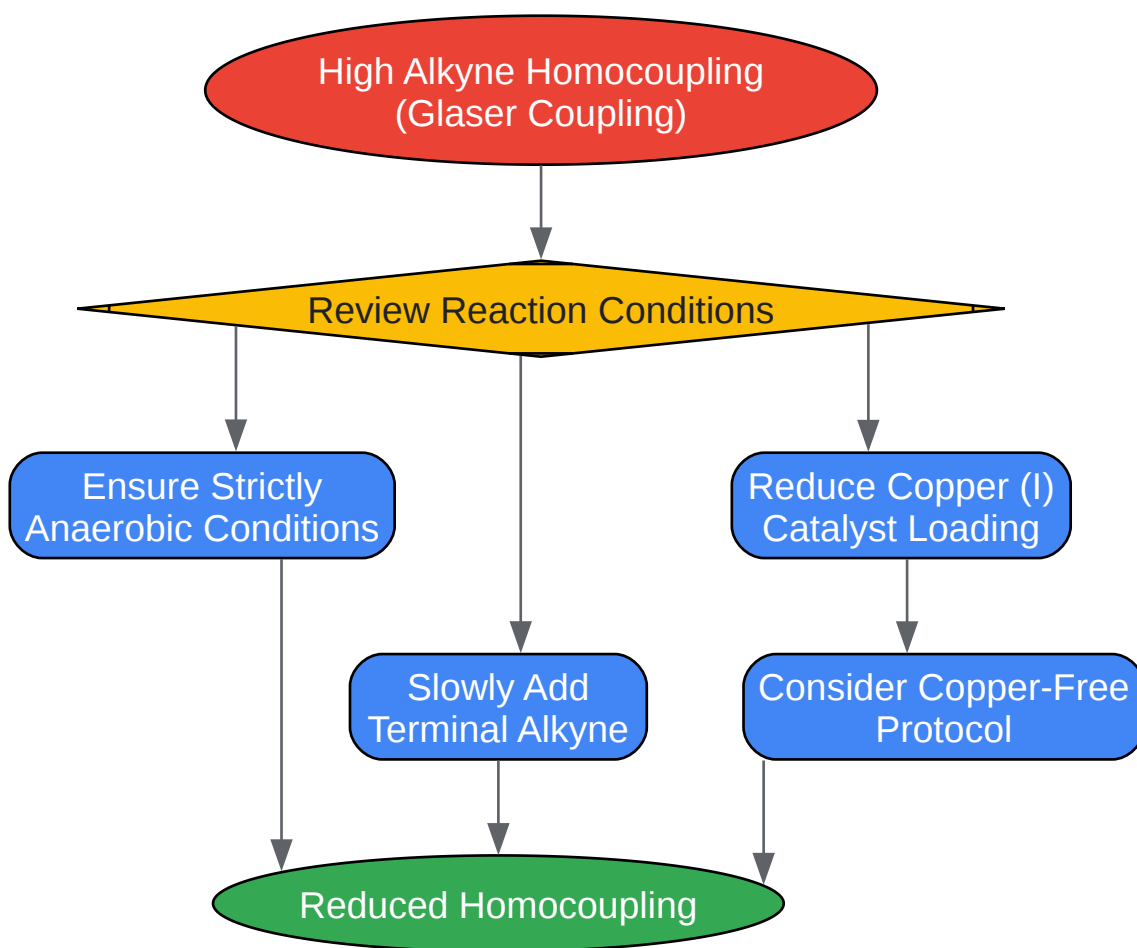 High Alkyne Homocoupling
(Glaser Coupling)
Review Reaction Conditions
Ensure Strictly
Anaerobic Conditions
Reduce Copper (I)
Catalyst Loading
Slowly Add
Terminal Alkyne
Consider Copper-Free
Protocol
Reduced Homocoupling